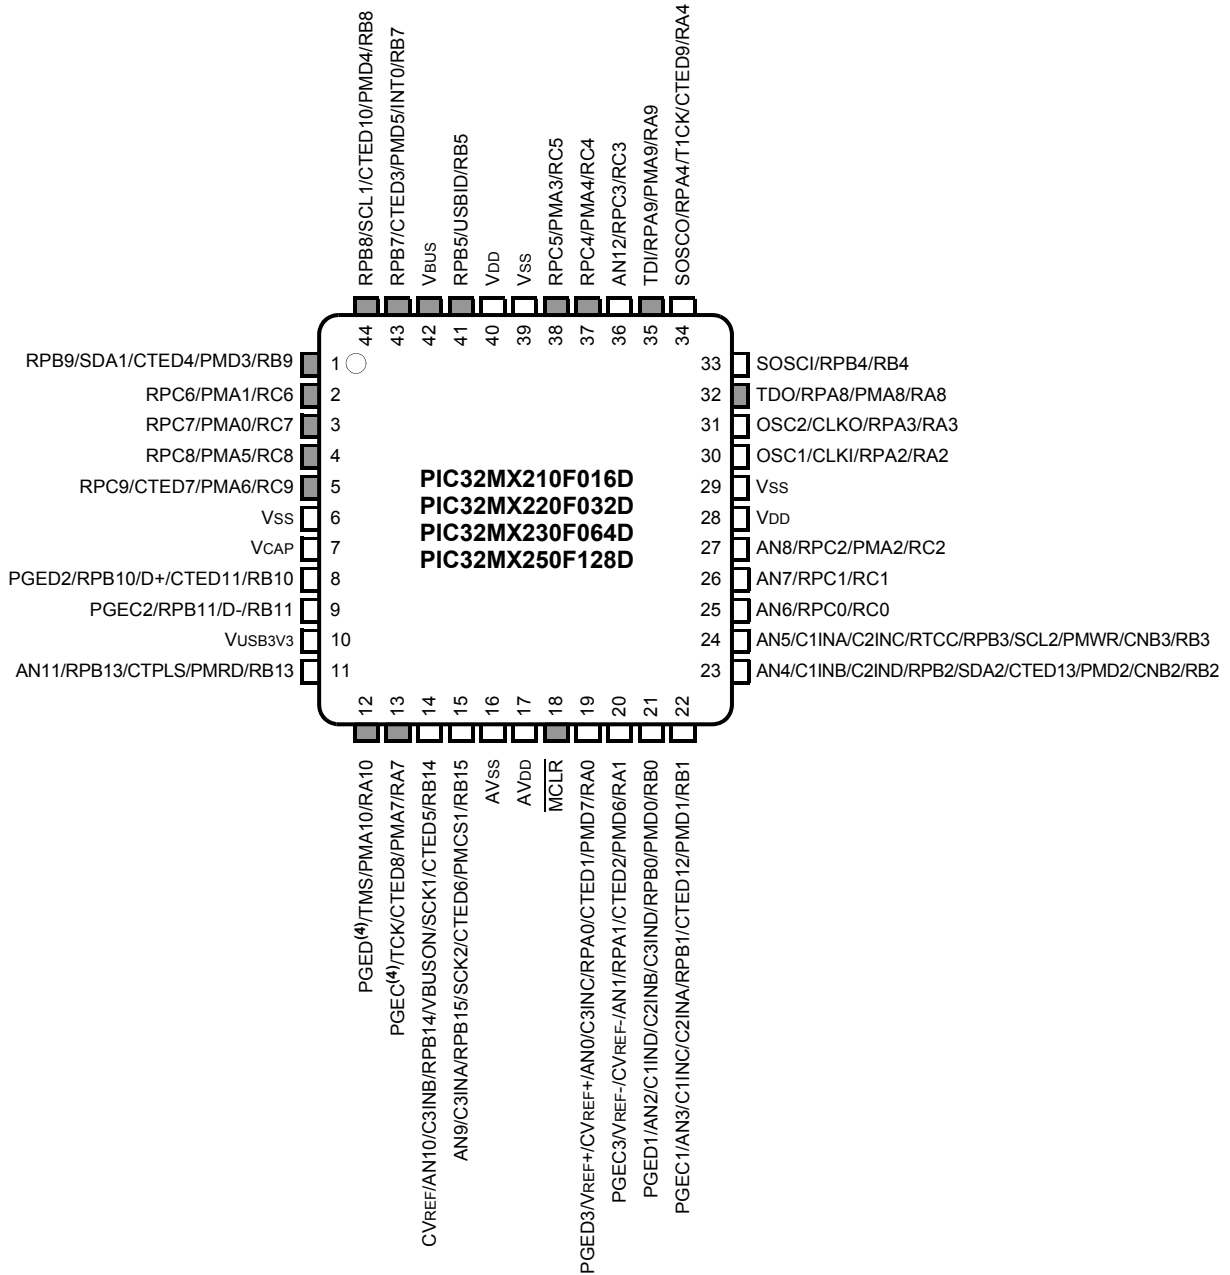 RPB8/SCL1/CTED10/PMD4/RB8
RPB7/CTED3/PMD5/INT0/RB7
VBUS
RPB5/USBID/RB5
VDD
VSS
RPC5/PMA3/RC5
RPC4/PMA4/RC4
AN12/RPC3/RC3
TDI/RPA9/PMA9/RA9
SOSCO/RPA4/T1CK/CTED9/RA4
44
43
42
41
40
39
38
37
36
35
34
RPB9/SDA1/CTED4/PMD3/RB9 1
RPC6/PMA1/RC6 2
RPC7/PMA0/RC7 3
RPC8/PMA5/RC8 4
RPC9/CTED7/PMA6/RC9 5
VSS 6
VCAP 7
PGED2/RPB10/D+/CTED11/RB10 8
PGEC2/RPB11/D-/RB11 9
VUSB3V3 10
AN11/RPB13/CTPLS/PMRD/RB13 11
PIC32MX210F016D
PIC32MX220F032D
PIC32MX230F064D
PIC32MX250F128D
33 SOSCI/RPB4/RB4
32 TDO/RPA8/PMA8/RA8
31 OSC2/CLKO/RPA3/RA3
30 OSC1/CLKI/RPA2/RA2
29 VSS
28 VDD
27 AN8/RPC2/PMA2/RC2
26 AN7/RPC1/RC1
25 AN6/RPC0/RC0
24 AN5/C1INA/C2INC/RTCC/RPB3/SCL2/PMWR/CNB3/RB3
23 AN4/C1INB/C2IND/RPB2/SDA2/CTED13/PMD2/CNB2/RB2
12
13
14
15
16
17
18
19
20
21
22
PGED(4)/TMS/PMA10/RA10
PGEC(4)/TCK/CTED8/PMA7/RA7
CVREF/AN10/C3INB/RPB14/VBUSON/SCK1/CTED5/RB14
AN9/C3INA/RPB15/SCK2/CTED6/PMCS1/RB15
AVSS
AVDD
MCLR
PGED3/VREF+/CVREF+/AN0/C3INC/RPA0/CTED1/PMD7/RA0
PGEC3/VREF-/CVREF-/AN1/RPA1/CTED2/PMD6/RA1
PGED1/AN2/C1IND/C2INB/C3IND/RPB0/PMD0/RB0
PGEC1/AN3/C1INC/C2INA/RPB1/CTED12/PMD1/RB1